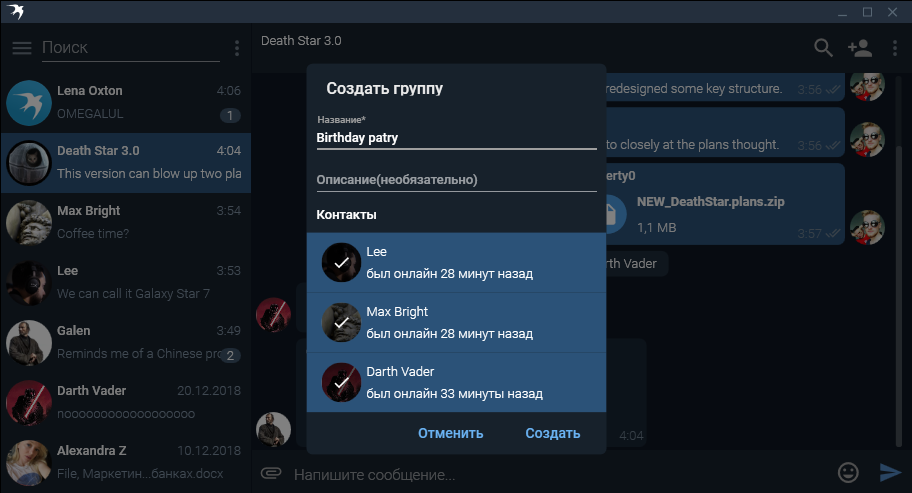 Поиск
Lena Oxton 4:06
OMEGALUL 1
Death Star 3.0 4:04
This version can blow up two pla
Max Bright 3:54
Coffee time?
Lee 3:53
We can call it Galaxy Star 7
Galen 3:49
Reminds me of a Chinese pro 2
Darth Vader 20.12.2018
noooooooooooooooooo
Alexandra Z 10.12.2018
File, Маркетин...банках.docx
Death Star 3.0
redesigned some key structure. 3:56
to closely at the plans thought. 3:56
erty0
NEW_DeathStar.plans.zip
1,1 MB 3:57
rth Vader
4:04
Напишите сообщение...
Создать группу
Название*
Birthday patry
Описание(необязательно)
Контакты
Lee
был онлайн 28 минут назад
Max Bright
был онлайн 28 минут назад
Darth Vader
был онлайн 33 минуты назад
Отменить Создать